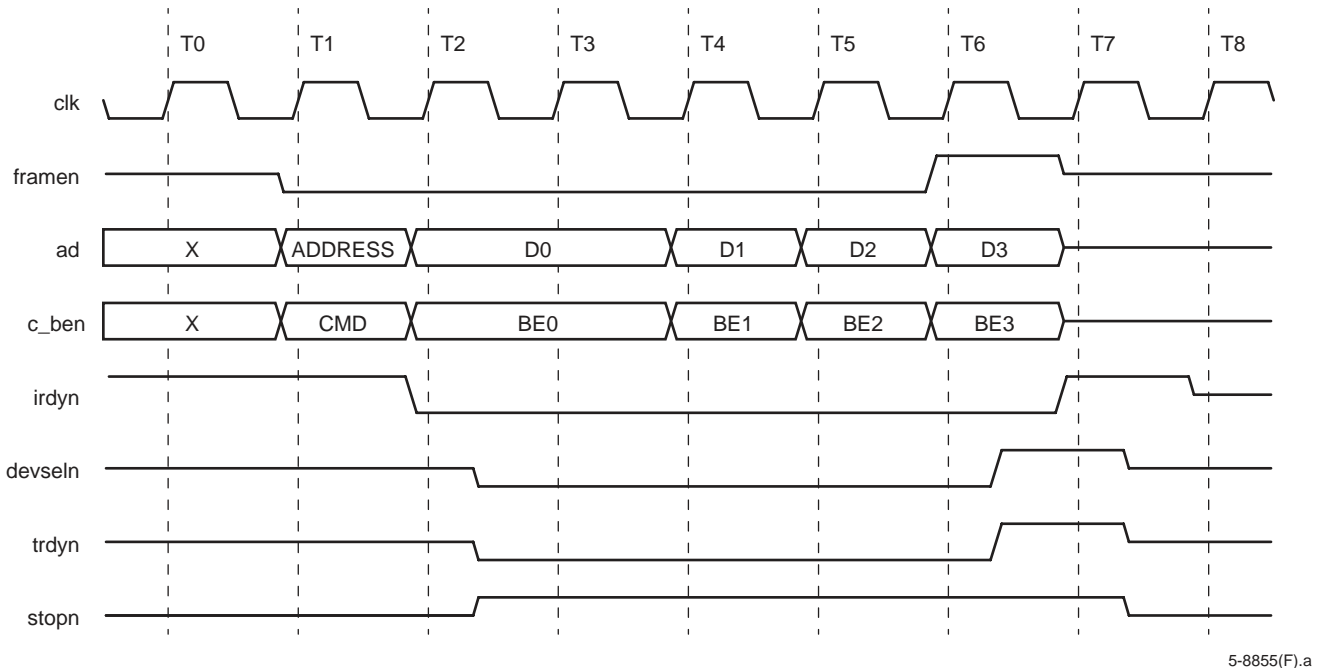 T0 T1 T2 T3 T4 T5 T6 T7 T8
clk
framen
ad X ADDRESS D0 D1 D2 D3
c_ben X CMD BE0 BE1 BE2 BE3
irdyn
devseln
trdyn
stopn
5-8855(F).a